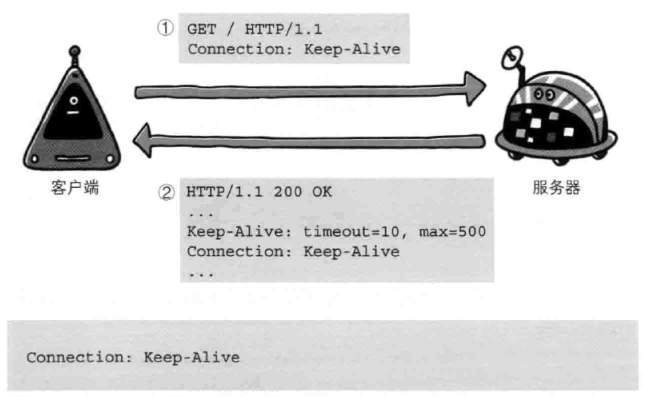 ① GET / HTTP/1.1
Connection: Keep-Alive
客户端
服务器
② HTTP/1.1 200 OK
...
Keep-Alive: timeout=10, max=500
Connection: Keep-Alive
...
Connection: Keep-Alive